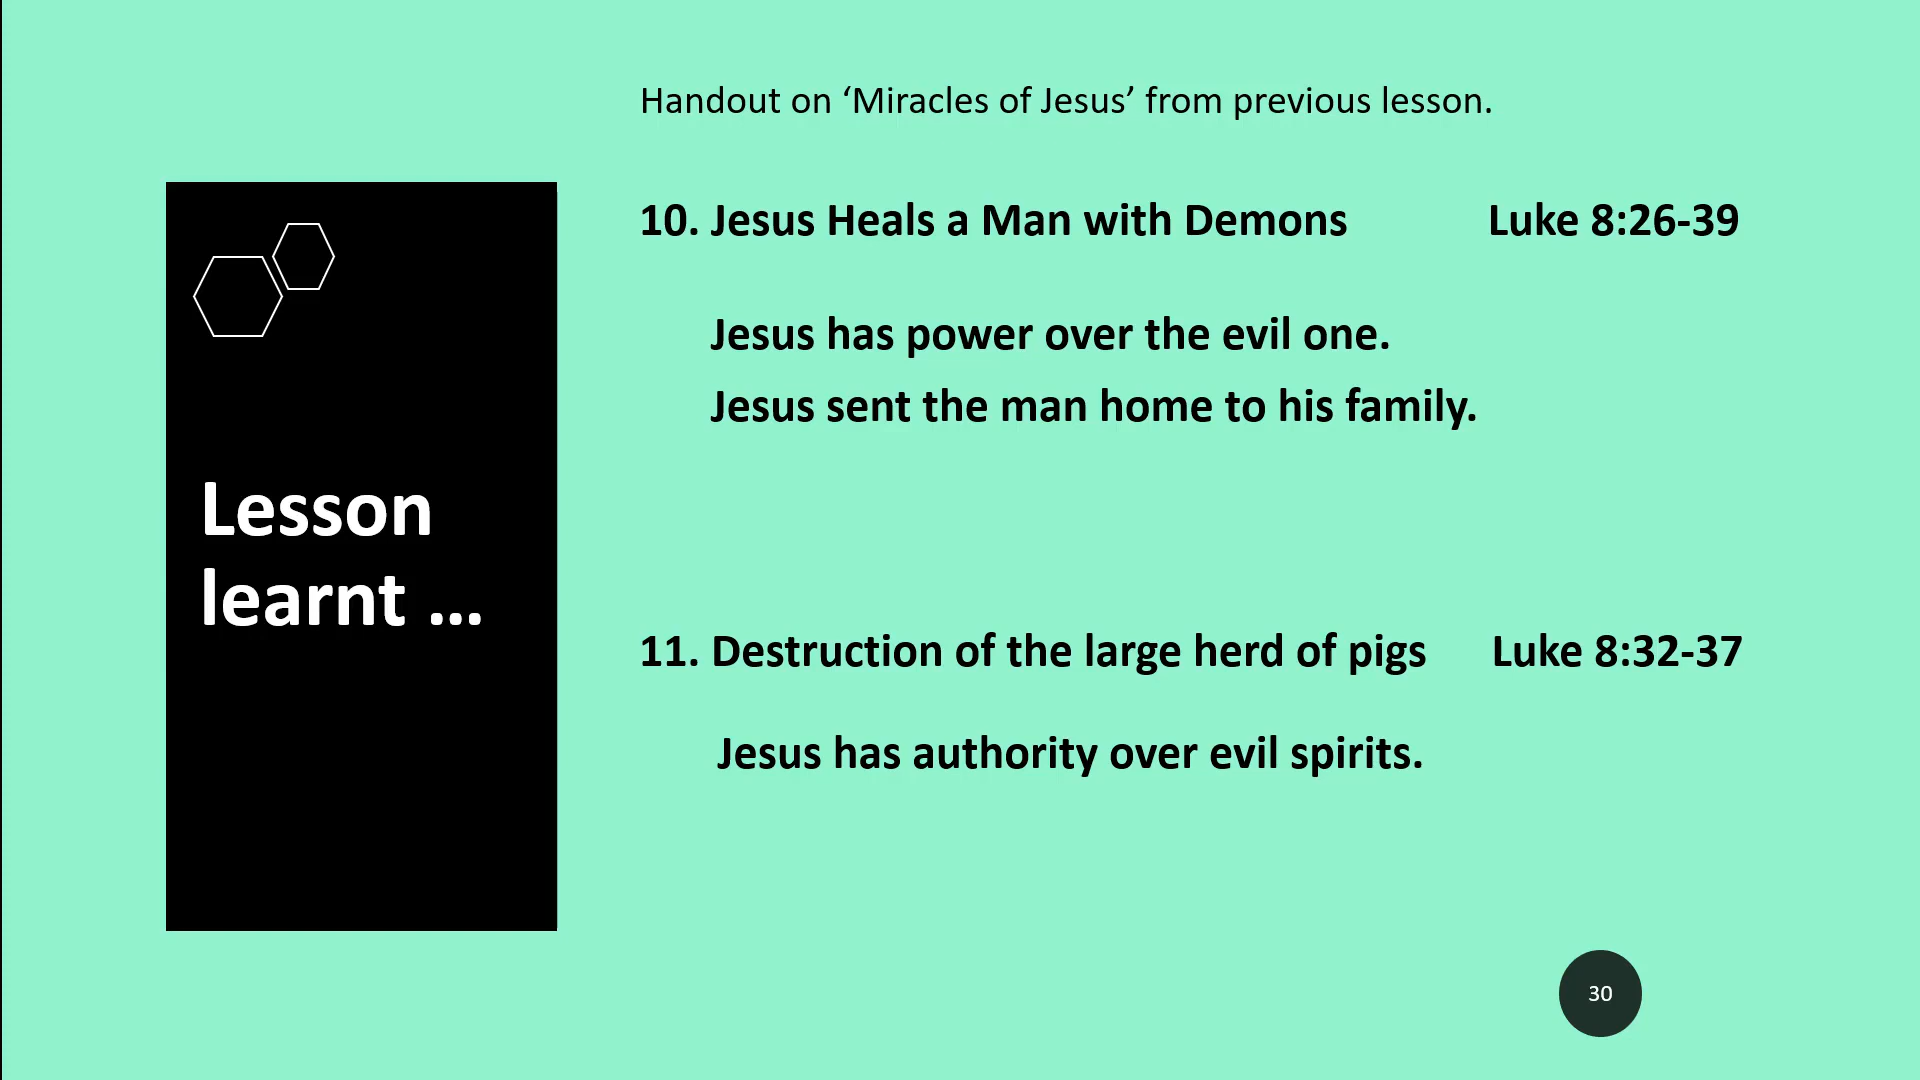 Handout on ‘Miracles of Jesus’ from previous lesson.
Lesson
learnt ...
10. Jesus Heals a Man with Demons Luke 8:26-39
Jesus has power over the evil one.
Jesus sent the man home to his family.
11. Destruction of the large herd of pigs Luke 8:32-37
Jesus has authority over evil spirits.
30